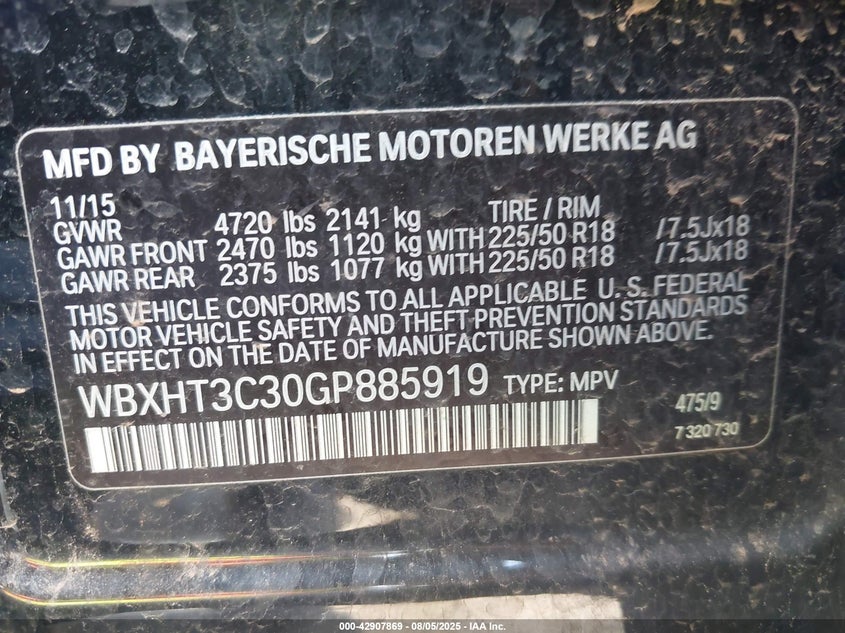 MFD BY BAYERISCHE MOTOREN WERKE AG
11/15 TIRE / RIM
GVWR 4720 lbs 2141 kg
GAWR FRONT 2470 lbs 1120 kg WITH 225/50 R18 / 7.5Jx18
GAWR REAR 2375 lbs 1077 kg WITH 225/50 R18 / 7.5Jx18
THIS VEHICLE CONFORMS TO ALL APPLICABLE U. S. FEDERAL
MOTOR VEHICLE SAFETY AND THEFT PREVENTION STANDARDS
IN EFFECT ON THE DATE OF MANUFACTURE SHOWN ABOVE.
WBXHT3C30GP885919 TYPE: MPV 475/9
7 320 730
000-42907869 - 08/05/2025 - IAA Inc.